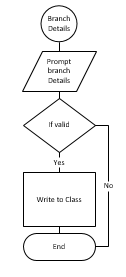 Branch
Details
Prompt
branch
Details
If valid
Yes
No
Write to Class
End